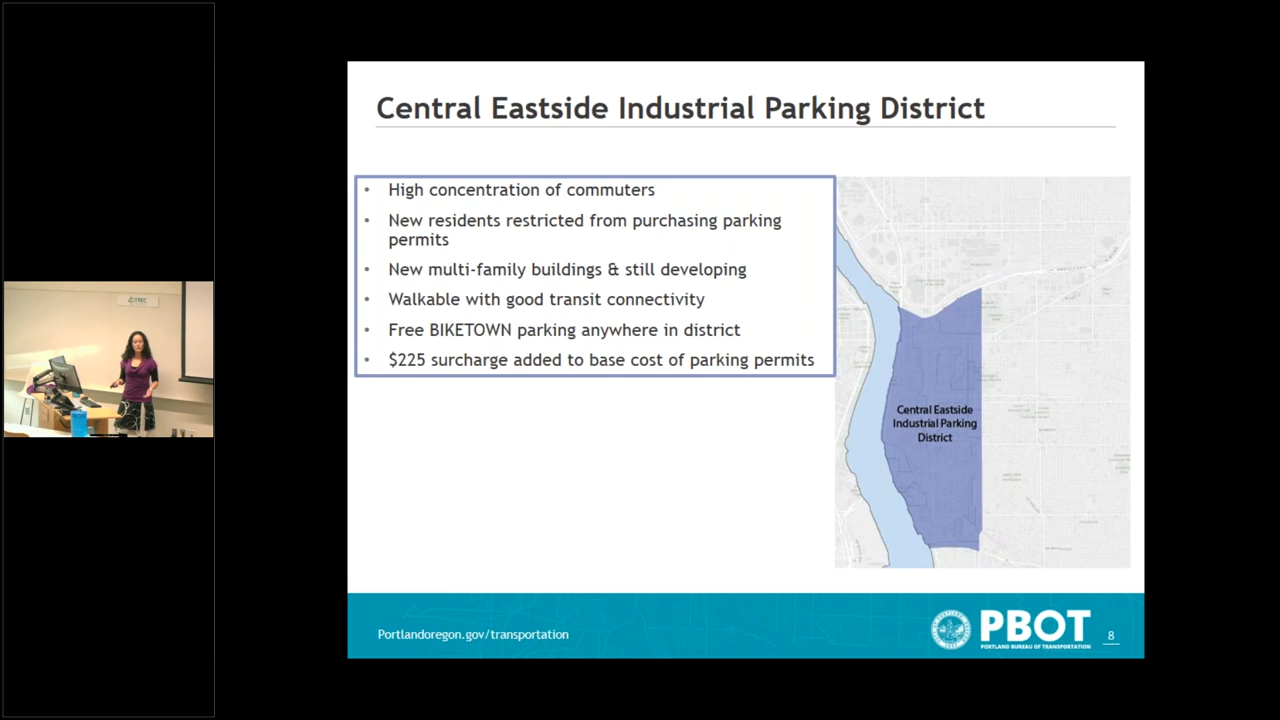 Central Eastside Industrial Parking District
• High concentration of commuters
• New residents restricted from purchasing parking
permits
• New multi-family buildings & still developing
• Walkable with good transit connectivity
• Free BIKETOWN parking anywhere in district
• $225 surcharge added to base cost of parking permits
Central Eastside
Industrial Parking
District
TREC
Portlandoregon.gov/transportation
PBOT
PORTLAND BUREAU OF TRANSPORTATION
8